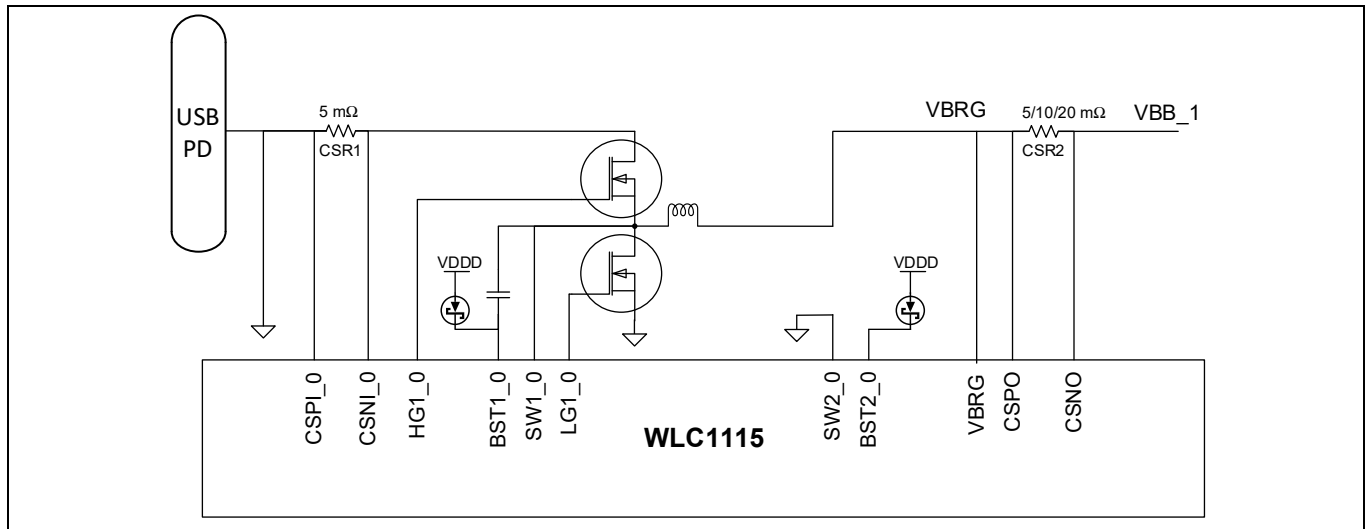 USB
PD
5 mΩ
CSR1
VBRG
5/10/20 mΩ
CSR2
VBB_1
VDDD
VDDD
CSPI_0
CSNI_0
HG1_0
BST1_0
SW1_0
LG1_0
SW2_0
BST2_0
VBRG
CSPO
CSNO
WLC1115